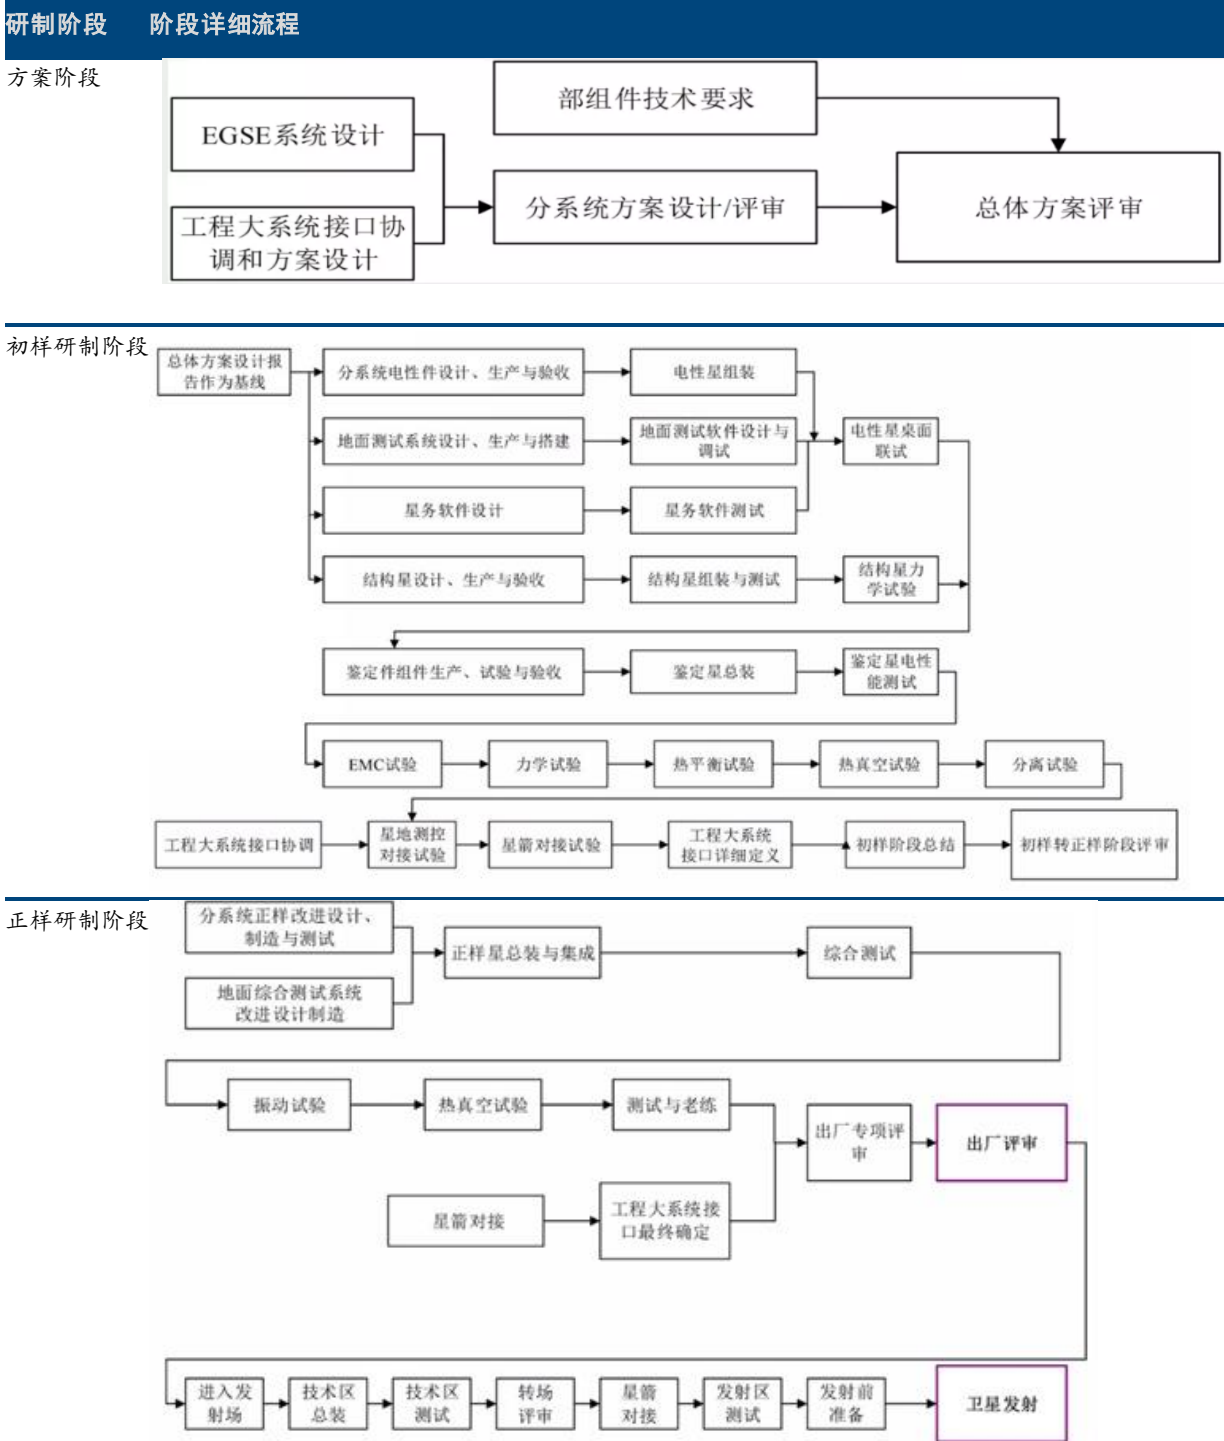 研制阶段 阶段详细流程
方案阶段
部组件技术要求
EGSE系统设计
分系统方案设计/评审
总体方案评审
工程大系统接口协
调和方案设计
初样研制阶段
总体方案设计报
告作为基线
分系统电性件设计、生产与验收
电性星组装
地面测试系统设计、生产与搭建
地面测试软件设计与
调试
电性星桌面
联试
星务软件设计
星务软件测试
结构星设计、生产与验收
结构星组装与测试
结构星力
学试验
鉴定件组件生产、试验与验收
鉴定星总装
鉴定星电性
能测试
EMC试验
力学试验
热平衡试验
热真空试验
分离试验
工程大系统接口协调
星地测控
对接试验
星箭对接试验
工程大系统
接口详细定义
初样阶段总结
初样转正样阶段评审
正样研制阶段
分系统正样改进设计、
制造与测试
正样星总装与集成
综合测试
地面综合测试系统
改进设计制造
振动试验
热真空试验
测试与老练
出厂专项评
审
出厂评审
星箭对接
工程大系统接
口最终确定
进入发
射场
技术区
总装
技术区
测试
转场
评审
星箭
对接
发射区
测试
发射前
准备
卫星发射